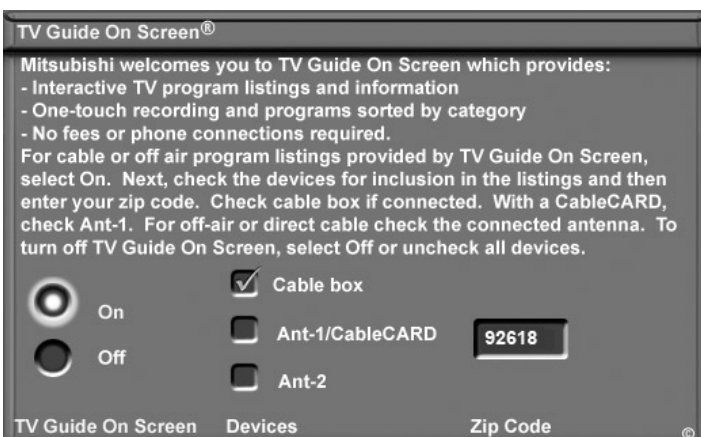 TV Guide On Screen®
Mitsubishi welcomes you to TV Guide On Screen which provides:
- Interactive TV program listings and information
- One-touch recording and programs sorted by category
- No fees or phone connections required.
For cable or off air program listings provided by TV Guide On Screen,
select On. Next, check the devices for inclusion in the listings and then
enter your zip code. Check cable box if connected. With a CableCARD,
check Ant-1. For off-air or direct cable check the connected antenna. To
turn off TV Guide On Screen, select Off or uncheck all devices.
On
Off
Cable box
Ant-1/CableCARD
Ant-2
92618
TV Guide On Screen Devices Zip Code ©